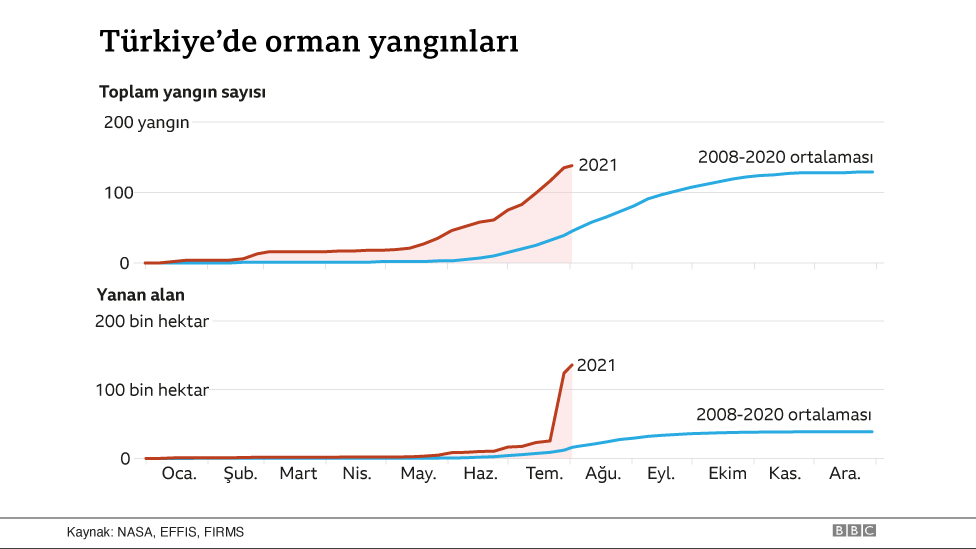 Türkiye’de orman yangınları
Toplam yangın sayısı
200 yangın
2008-2020 ortalaması
2021
100
0
Yanan alan
200 bin hektar
2021
100 bin hektar
2008-2020 ortalaması
0
Oca. Şub. Mart Nis. May. Haz. Tem. Ağu. Eyl. Ekim Kas. Ara.
Kaynak: NASA, EFFIS, FIRMS
BBC